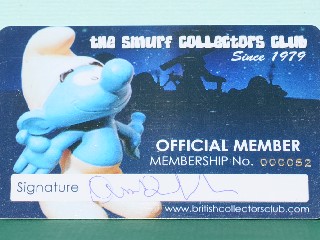 the smurf collectors club
Since 1979
OFFICIAL MEMBER
MEMBERSHIP No. 000052
Signature
www.britishcollectorsclub.com